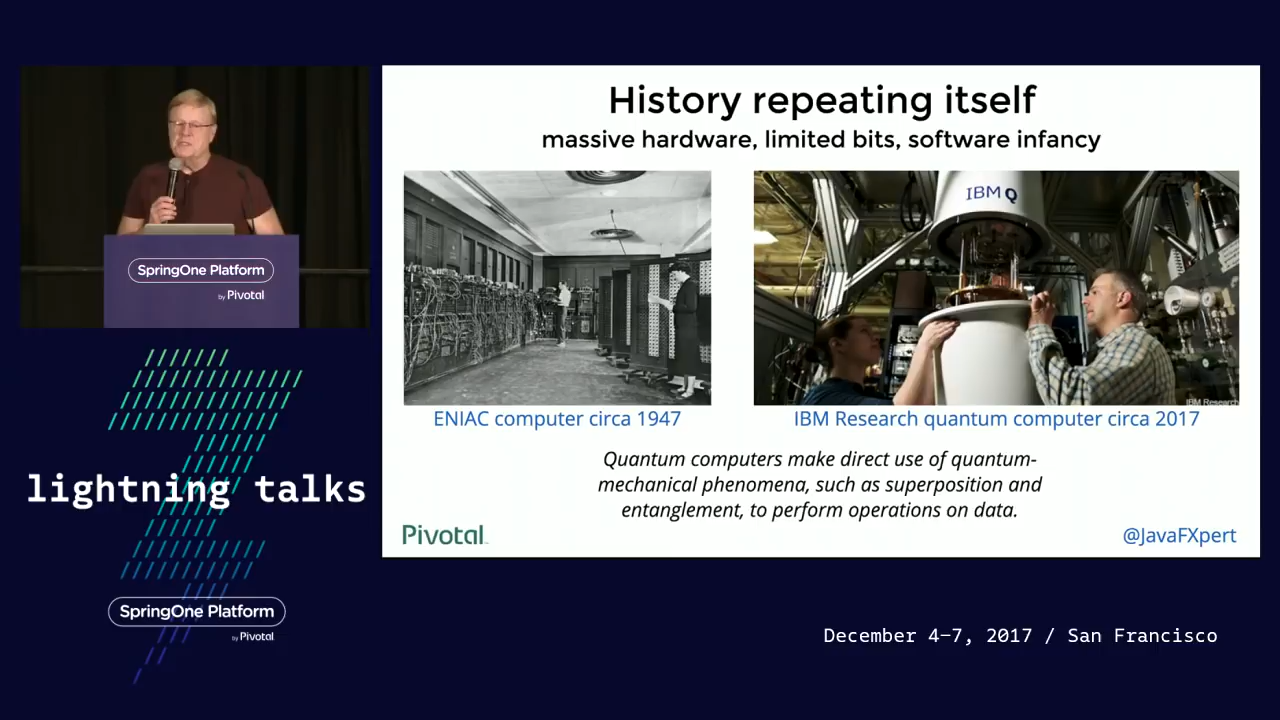 SpringOne Platform
by Pivotal
lightning talks
SpringOne Platform
by Pivotal
History repeating itself
massive hardware, limited bits, software infancy
IBM Q
IBM Research
ENIAC computer circa 1947
IBM Research quantum computer circa 2017
Quantum computers make direct use of quantum-
mechanical phenomena, such as superposition and
entanglement, to perform operations on data.
Pivotal
@JavaFXpert
December 4–7, 2017 / San Francisco